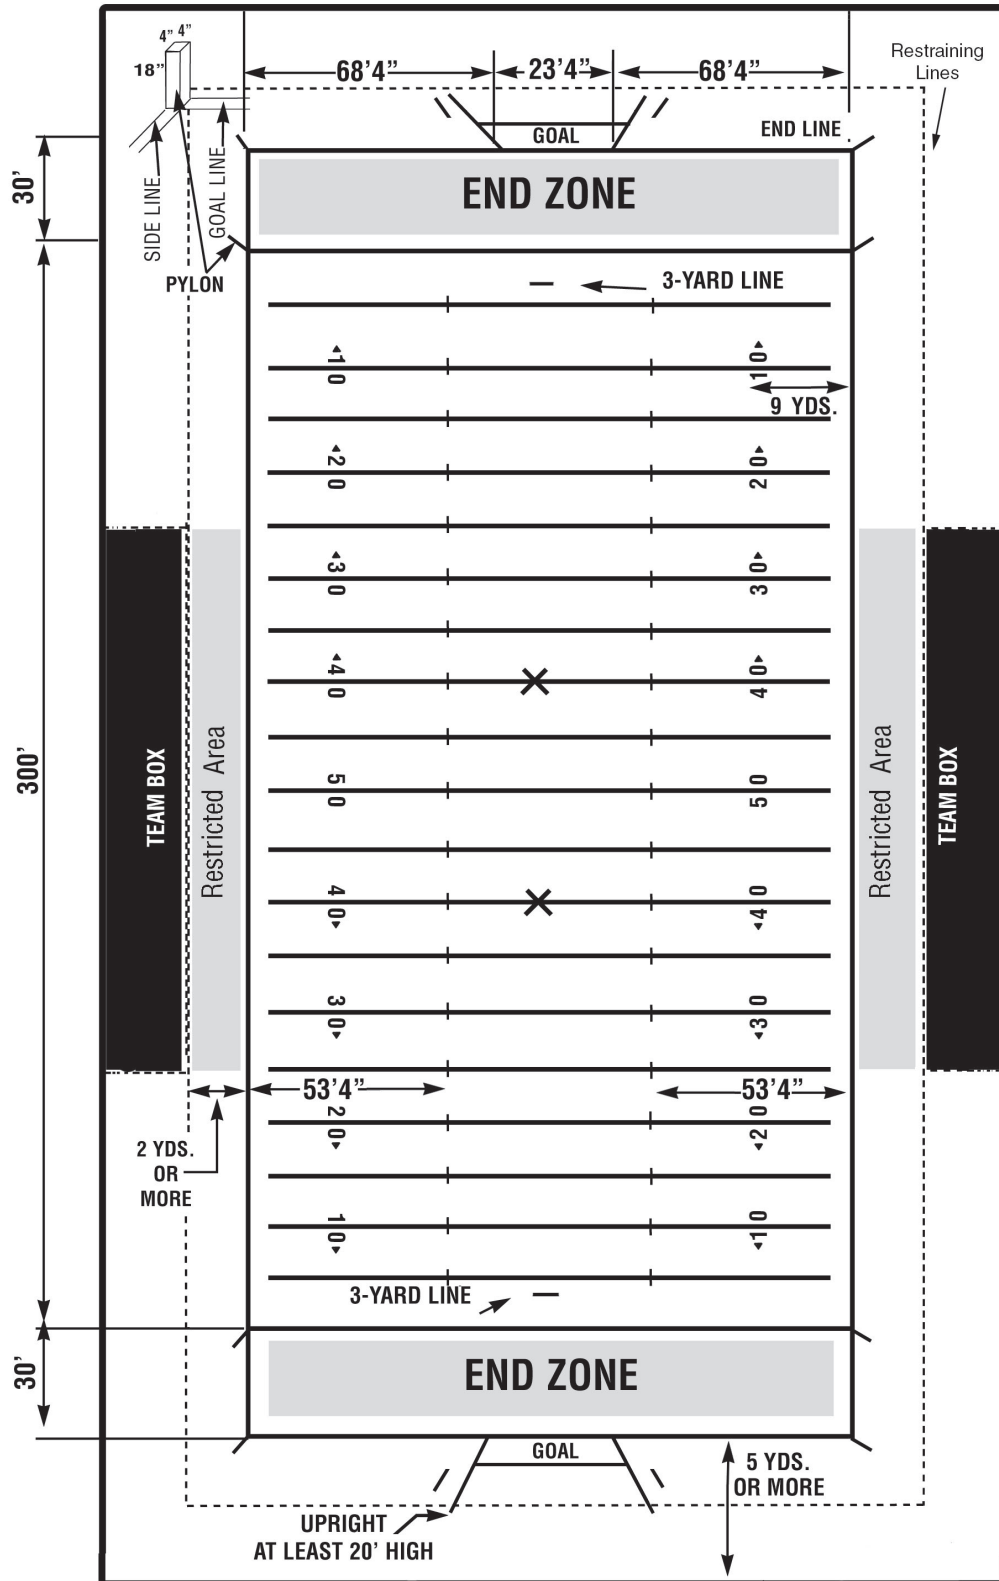 4” 4”
18”
68’4”
23’4”
68’4”
Restraining
Lines
GOAL
END LINE
30’
END ZONE
SIDE LINE
GOAL LINE
PYLON
3-YARD LINE
10
10
9 YDS.
20
20
30
30
40
40
300’
TEAM BOX
Restricted Area
50
50
Restricted Area
TEAM BOX
40
40
30
30
53’4”
53’4”
20
20
2 YDS.
OR
MORE
10
10
3-YARD LINE
30’
END ZONE
GOAL
5 YDS.
OR MORE
UPRIGHT
AT LEAST 20’ HIGH